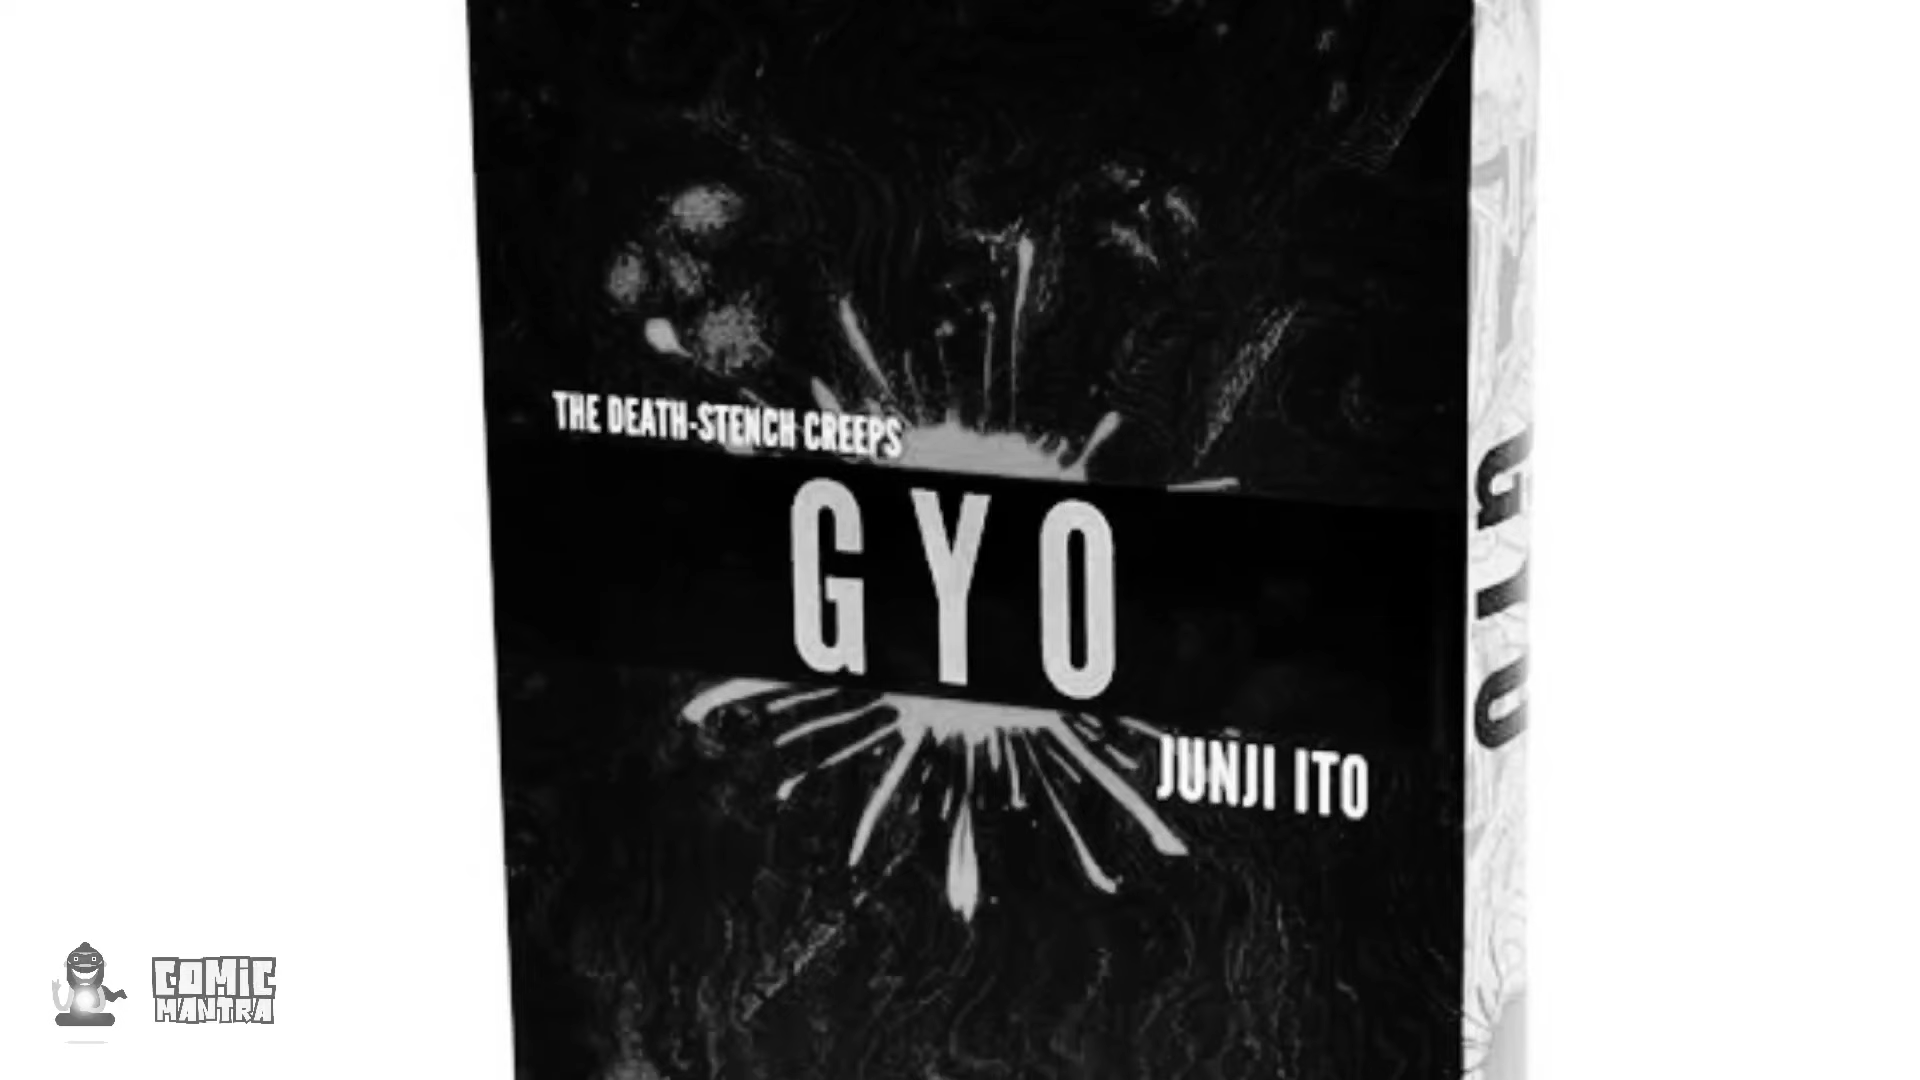 THE DEATH-STENCH CREEPS
GYO
JUNJI ITO
GYO
COMIC
MANTRA